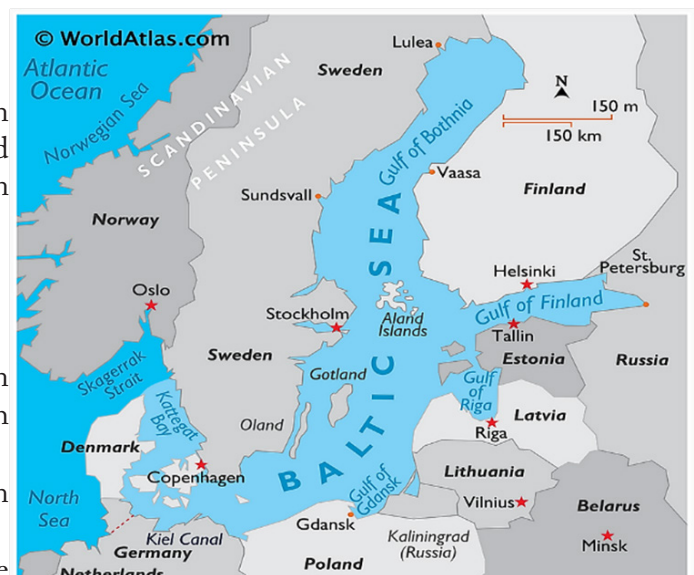 © WorldAtlas.com
Atlantic
Ocean
Norwegian Sea
SCANDINAVIAN
PENINSULA
Sweden
Lulea
Gulf of Bothnia
N
150 m
150 km
Vaasa
Finland
Sundsvall
Norway
SEA
Oslo
Stockholm
Aland
Islands
Helsinki
St.
Petersburg
Gulf of Finland
Tallin
Estonia
Russia
Skagerrak
Strait
Sweden
Gotland
Oland
Gulf
of
Riga
Riga
Latvia
Kattegat
Bay
Denmark
Copenhagen
BALTIC
Gulf of
Gdansk
Lithuania
Vilnius
Belarus
Minsk
North
Sea
Kiel Canal
Germany
Netherlands
Gdansk
Poland
Kaliningrad
(Russia)